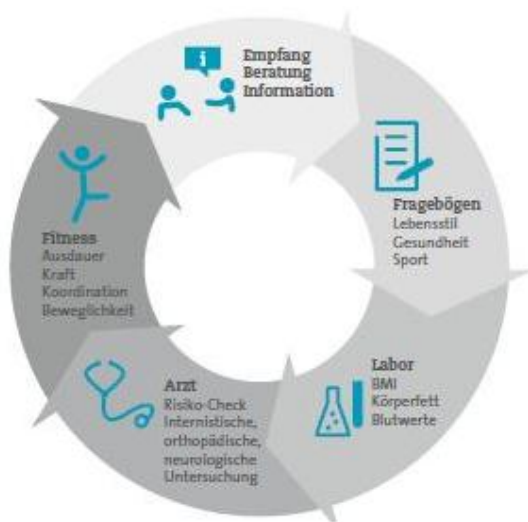 i
Empfang
Beratung
Information
Fragebögen
Lebensstil
Gesundheit
Sport
Labor
BMI
Körperfett
Blutwerte
Arzt
Risiko-Check
Internistische,
orthopädische,
neurologische
Untersuchung
Fitness
Ausdauer
Kraft
Koordination
Beweglichkeit